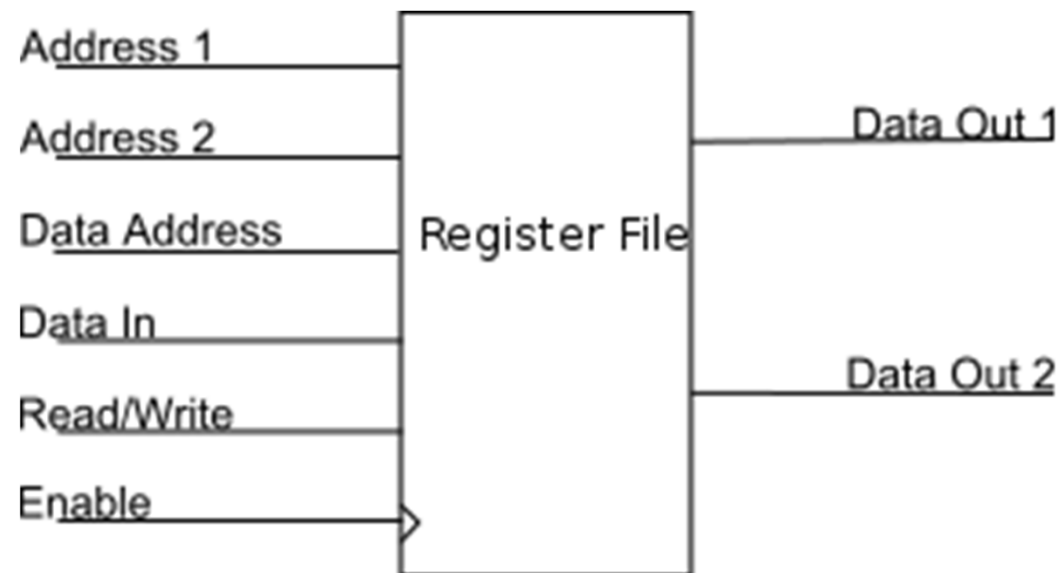 Address 1
Address 2
Data Address
Data In
Read/Write
Enable
Register File
Data Out 1
Data Out 2